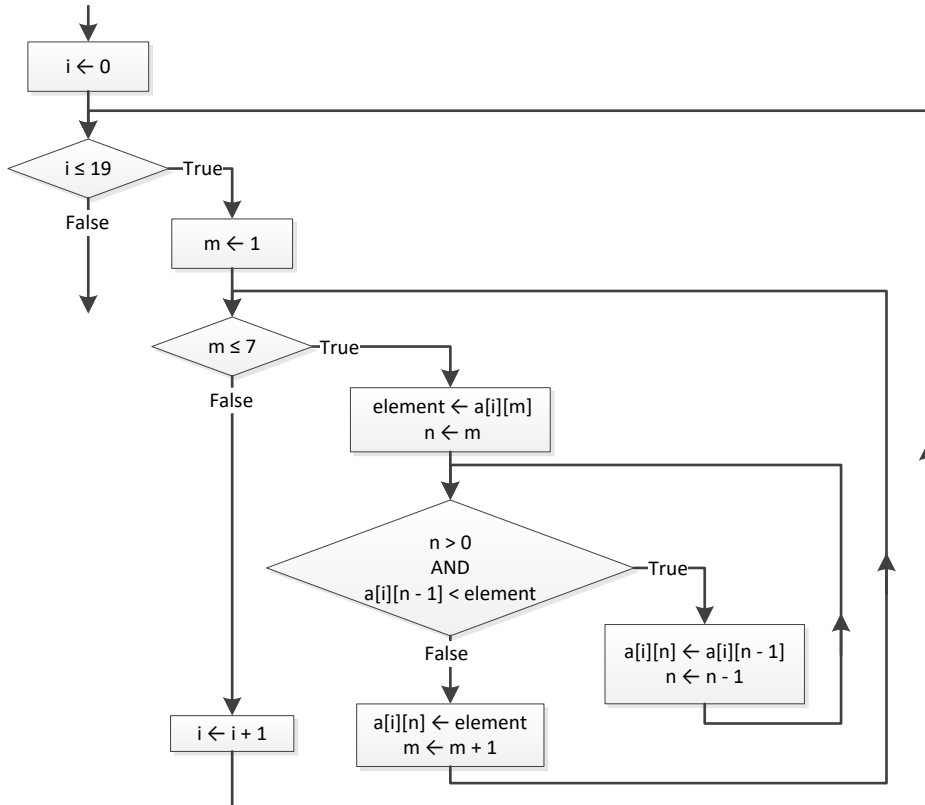 i ← 0
i ≤ 19
True
False
m ← 1
m ≤ 7
True
False
element ← a[i][m]
n ← m
n > 0
AND
a[i][n - 1] < element
True
False
a[i][n] ← a[i][n - 1]
n ← n - 1
a[i][n] ← element
m ← m + 1
i ← i + 1